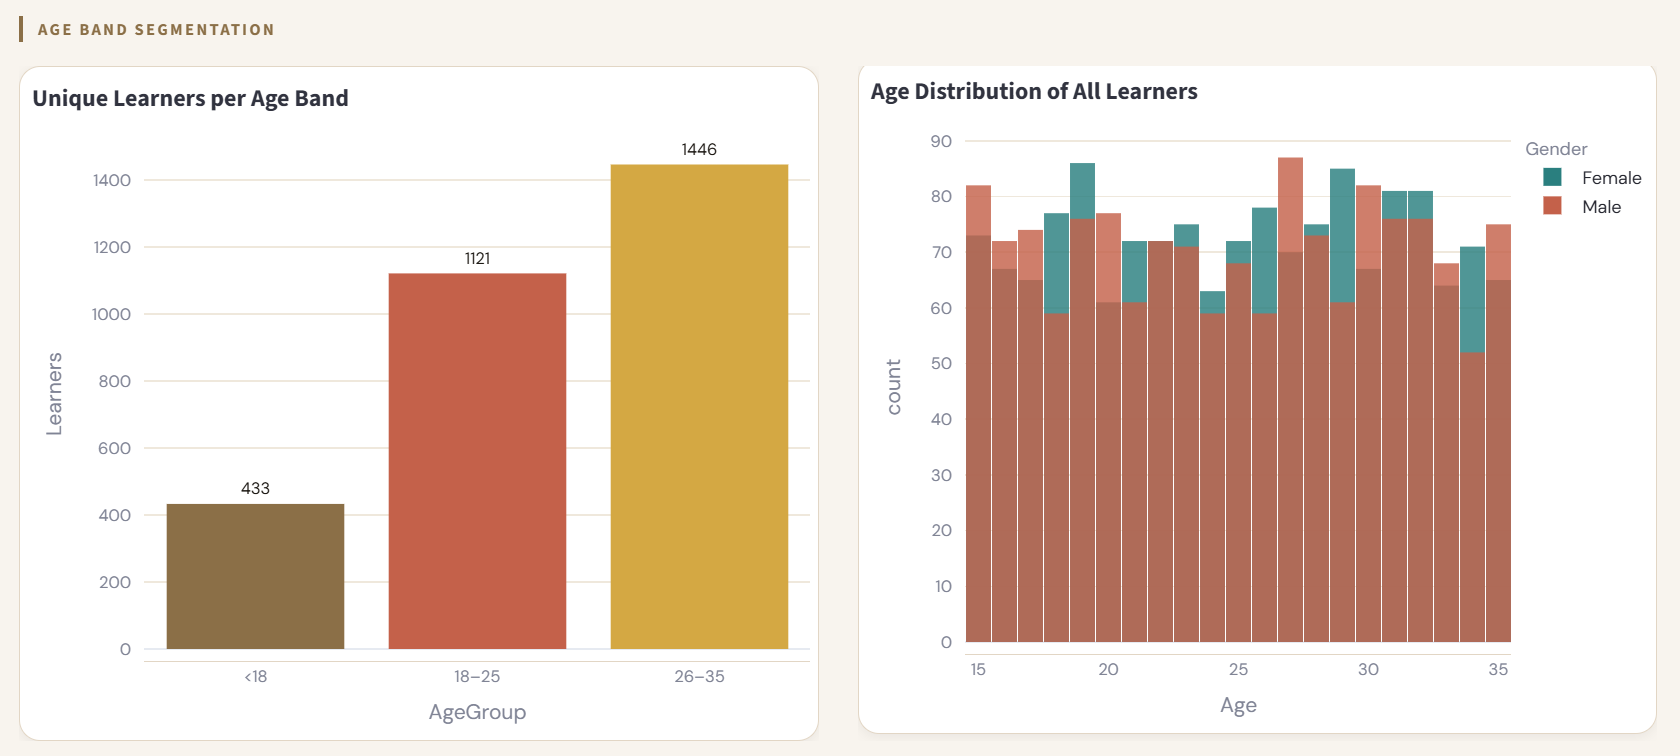 AGE BAND SEGMENTATION
Unique Learners per Age Band
1446
1400
1200
1121
1000
800
600
433
400
200
0
Learners
<18
18–25
26–35
AgeGroup
Age Distribution of All Learners
90
80
70
60
50
40
30
20
10
0
count
15
20
25
30
35
Age
Gender
Female
Male